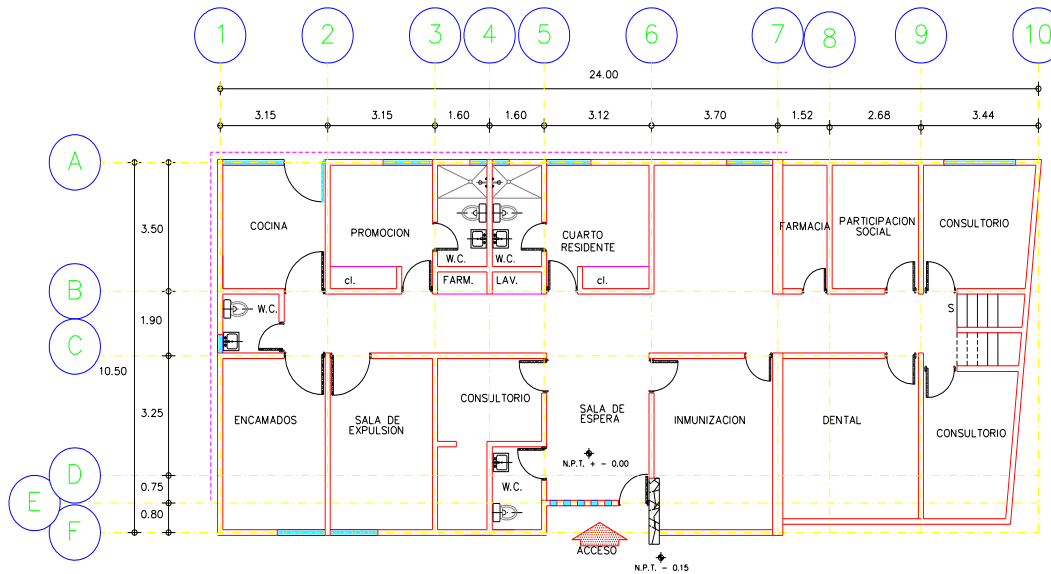 1 2 3 4 5 6 7 8 9 10
24.00
3.15 3.15 1.60 1.60 3.12 3.70 1.52 2.68 3.44
A
B
C
D
E
F
3.50
1.90
10.50
3.25
0.75
0.80
COCINA
PROMOCION
W.C.
W.C.
CUARTO
RESIDENTE
FARMACIA
PARTICIPACION
SOCIAL
CONSULTORIO
cl.
FARM.
LAV.
cl.
W.C.
S
ENCAMADOS
SALA DE
EXPULSION
CONSULTORIO
SALA DE
ESPERA
INMUNIZACION
DENTAL
CONSULTORIO
N.P.T. + - 0.00
W.C.
ACCESO
N.P.T. - 0.15